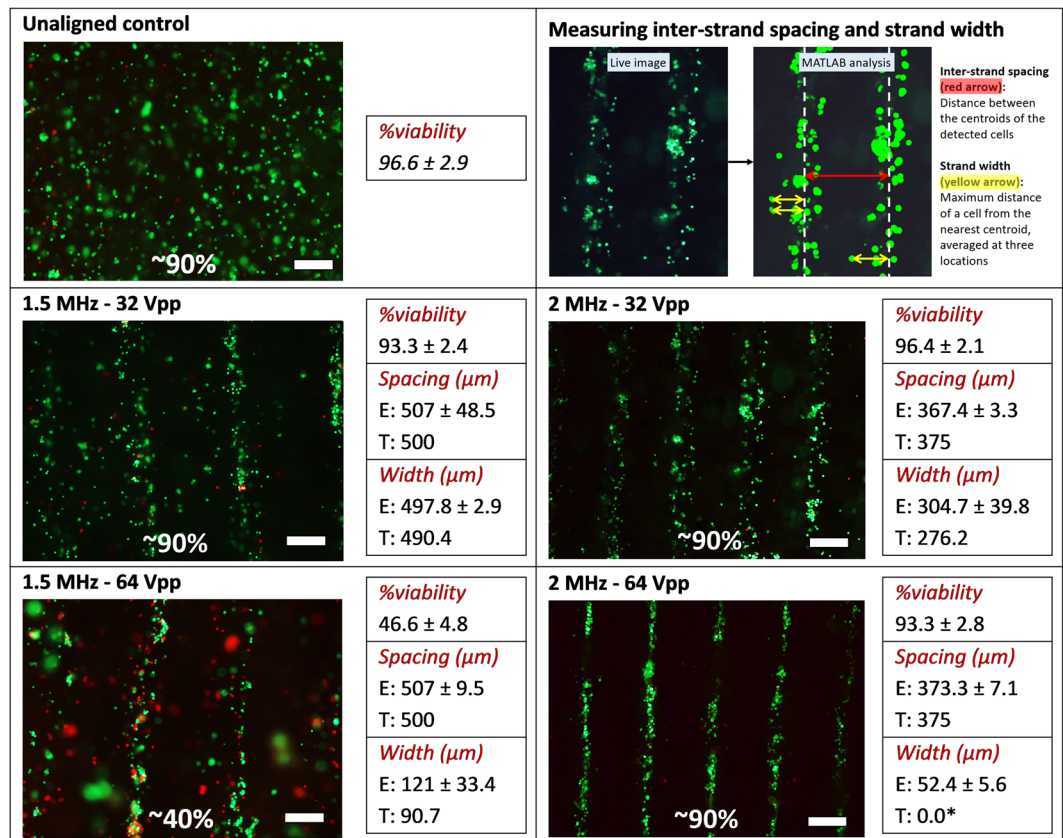 Unaligned control
%viability
96.6 ± 2.9
~90%
Measuring inter-strand spacing and strand width
Live image
MATLAB analysis
Inter-strand spacing
(red arrow):
Distance between
the centroids of the
detected cells
Strand width
(yellow arrow):
Maximum distance
of a cell from the
nearest centroid,
averaged at three
locations
1.5 MHz - 32 Vpp
~90%
%viability
93.3 ± 2.4
Spacing (µm)
E: 507 ± 48.5
T: 500
Width (µm)
E: 497.8 ± 2.9
T: 490.4
2 MHz - 32 Vpp
~90%
%viability
96.4 ± 2.1
Spacing (µm)
E: 367.4 ± 3.3
T: 375
Width (µm)
E: 304.7 ± 39.8
T: 276.2
1.5 MHz - 64 Vpp
~40%
%viability
46.6 ± 4.8
Spacing (µm)
E: 507 ± 9.5
T: 500
Width (µm)
E: 121 ± 33.4
T: 90.7
2 MHz - 64 Vpp
~90%
%viability
93.3 ± 2.8
Spacing (µm)
E: 373.3 ± 7.1
T: 375
Width (µm)
E: 52.4 ± 5.6
T: 0.0*